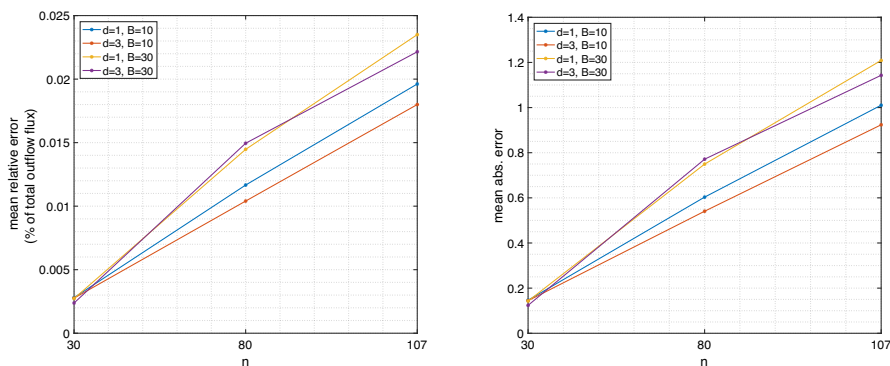 0.025
0.02
0.015
0.01
0.005
0
mean relative error
(% of total outflow flux)
d=1, B=10
d=3, B=10
d=1, B=30
d=3, B=30
30
80
107
n
1.4
1.2
1
0.8
0.6
0.4
0.2
0
mean abs. error
d=1, B=10
d=3, B=10
d=1, B=30
d=3, B=30
30
80
107
n